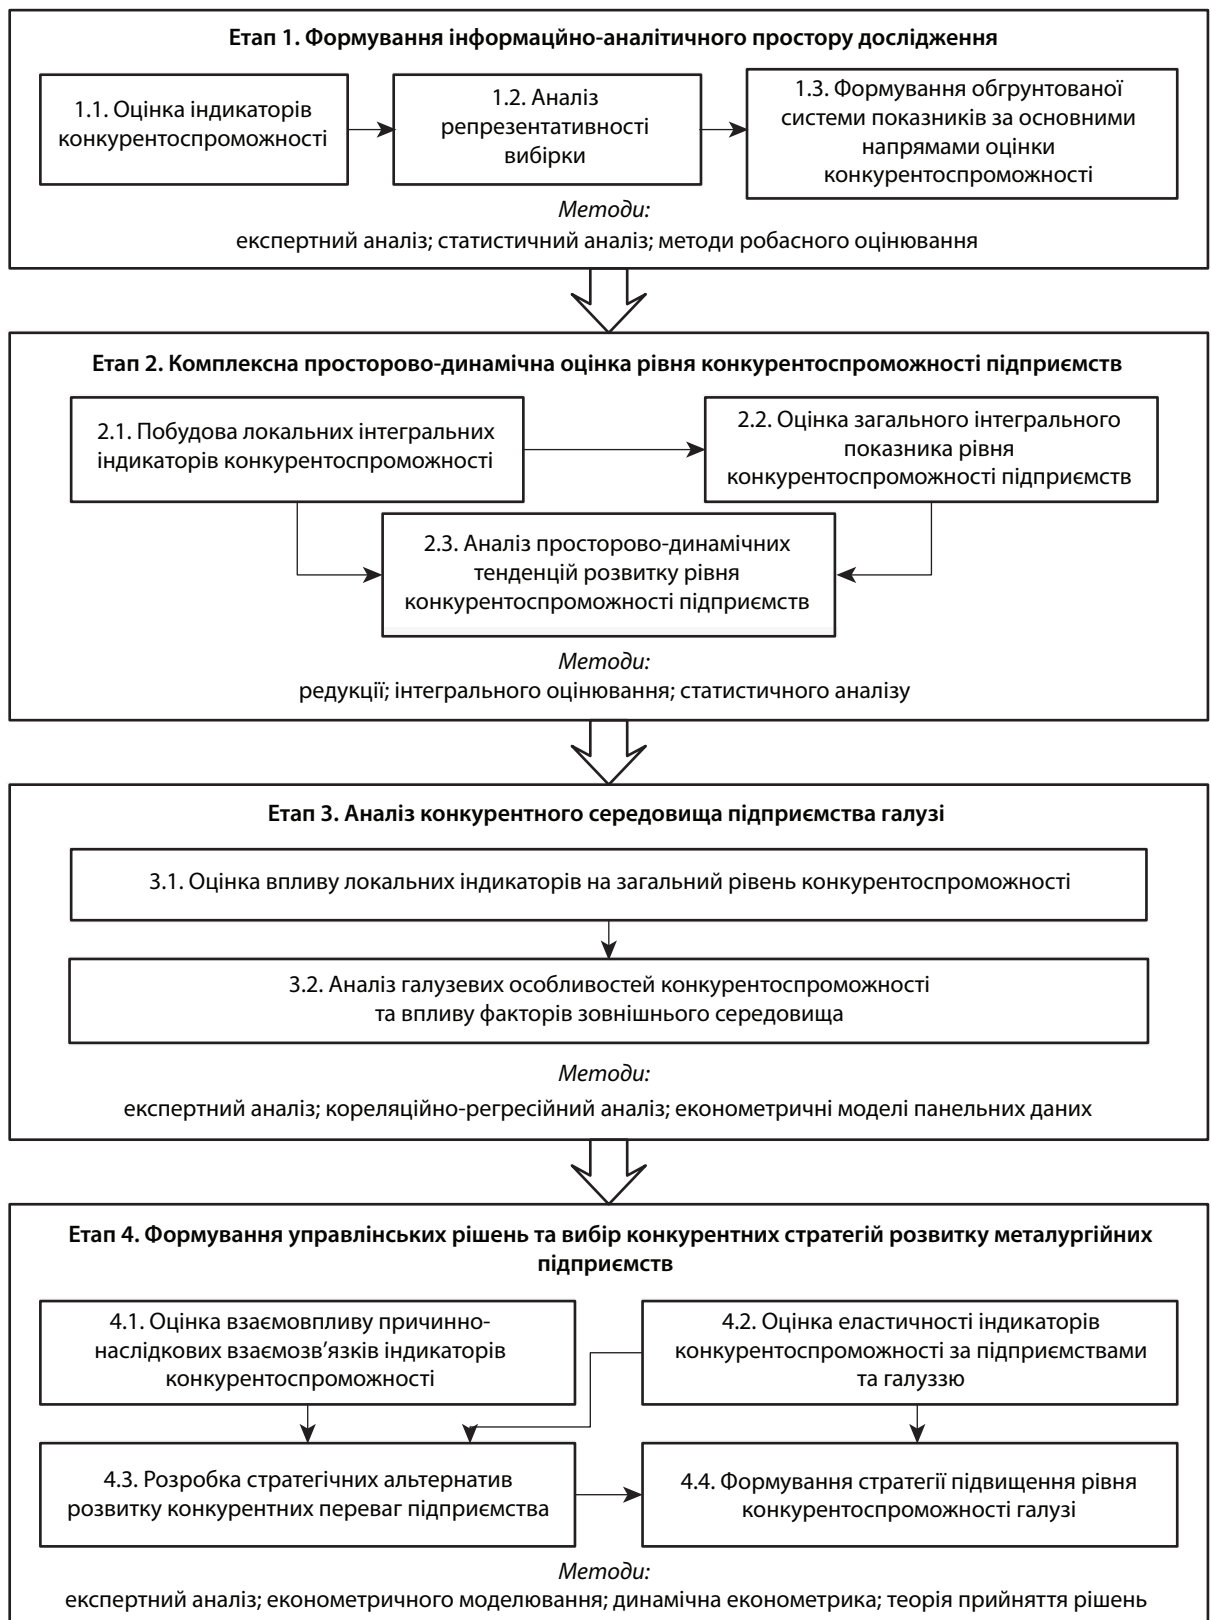 Етап 1. Формування інформаційно-аналітичного простору дослідження
1.1. Оцінка індикаторів
конкурентоспроможності
1.2. Аналіз
репрезентативності
вибірки
1.3. Формування обгрунтованої
системи показників за основними
напрямами оцінки
конкурентоспроможності
Методи:
експертний аналіз; статистичний аналіз; методи робасного оцінювання
Етап 2. Комплексна просторово-динамічна оцінка рівня конкурентоспроможності підприємств
2.1. Побудова локальних інтегральних
індикаторів конкурентоспроможності
2.2. Оцінка загального інтегрального
показника рівня
конкурентоспроможності підприємств
2.3. Аналіз просторово-динамічних
тенденцій розвитку рівня
конкурентоспроможності підприємств
Методи:
редукції; інтегрального оцінювання; статистичного аналізу
Етап 3. Аналіз конкурентного середовища підприємства галузі
3.1. Оцінка впливу локальних індикаторів на загальний рівень конкурентоспроможності
3.2. Аналіз галузевих особливостей конкурентоспроможності
та впливу факторів зовнішнього середовища
Методи:
експертний аналіз; кореляційно-регресійний аналіз; економетричні моделі панельних даних
Етап 4. Формування управлінських рішень та вибір конкурентних стратегій розвитку металургійних
підприємств
4.1. Оцінка взаємовпливу причинно-
наслідкових взаємозв'язків індикаторів
конкурентоспроможності
4.2. Оцінка еластичності індикаторів
конкурентоспроможності за підприємствами
та галуззю
4.3. Розробка стратегічних альтернатив
розвитку конкурентних переваг підприємства
4.4. Формування стратегії підвищення рівня
конкурентоспроможності галузі
Методи:
експертний аналіз; економетричного моделювання; динамічна економетрика; теорія прийняття рішень